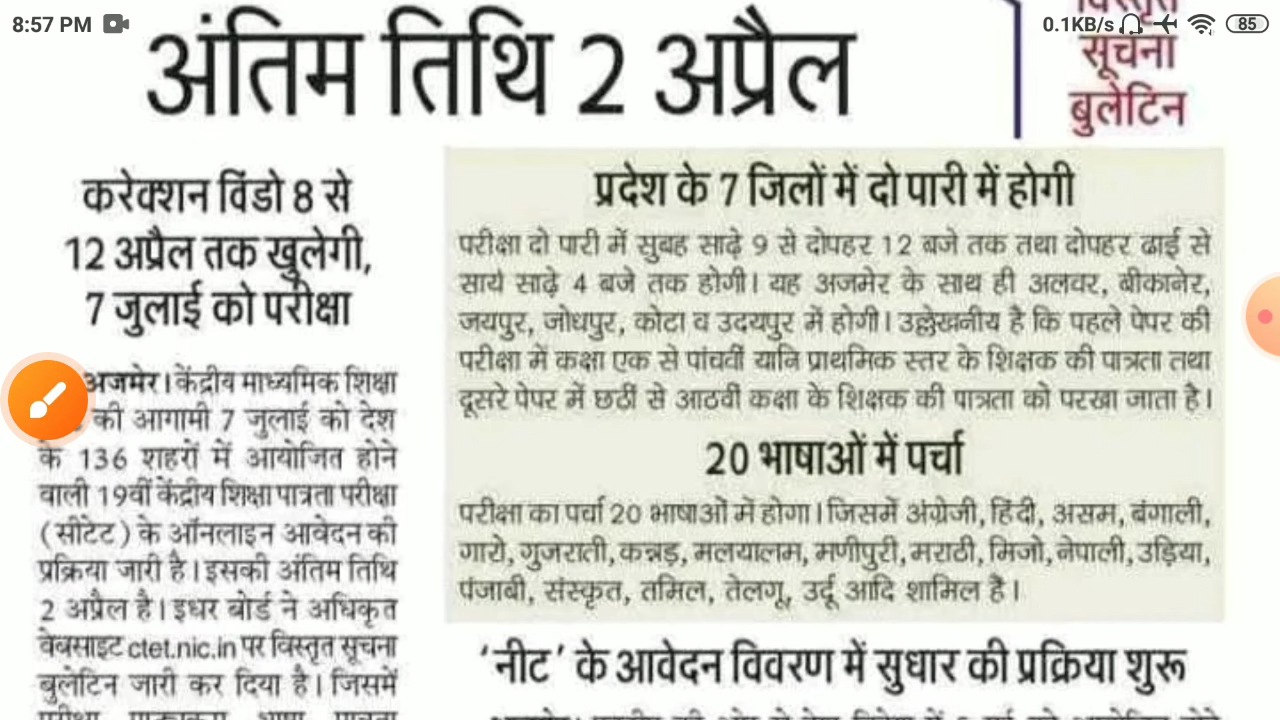 8:57 PM
0.1KB/s
85
अंतिम तिथि 2 अप्रैल
विस्तृत
सूचना
बुलेटिन
करेक्शन विंडो 8 से
12 अप्रैल तक खुलेगी,
7 जुलाई को परीक्षा
अजमेर। केंद्रीय माध्यमिक शिक्षा
की आगामी 7 जुलाई को देश
के 136 शहरों में आयोजित होने
वाली 19वीं केंद्रीय शिक्षा पात्रता परीक्षा
(सीटेट) के ऑनलाइन आवेदन की
प्रक्रिया जारी है। इसकी अंतिम तिथि
2 अप्रैल है। इधर बोर्ड ने अधिकृत
वेबसाइट ctet.nic.in पर विस्तृत सूचना
बुलेटिन जारी कर दिया है। जिसमें
प्रदेश के 7 जिलों में दो पारी में होगी
परीक्षा दो पारी में सुबह साढ़े 9 से दोपहर 12 बजे तक तथा दोपहर ढाई से
सायं साढ़े 4 बजे तक होगी। यह अजमेर के साथ ही अलवर, बीकानेर,
जयपुर, जोधपुर, कोटा व उदयपुर में होगी। उल्लेखनीय है कि पहले पेपर की
परीक्षा में कक्षा एक से पांचवीं यानि प्राथमिक स्तर के शिक्षक की पात्रता तथा
दूसरे पेपर में छठीं से आठवीं कक्षा के शिक्षक की पात्रता को परखा जाता है।
20 भाषाओं में पर्चा
परीक्षा का पर्चा 20 भाषाओं में होगा। जिसमें अंग्रेजी, हिंदी, असम, बंगाली,
गारो, गुजराती, कन्नड़, मलयालम, मणीपुरी, मराठी, मिजो, नेपाली, उड़िया,
पंजाबी, संस्कृत, तमिल, तेलगू, उर्दू आदि शामिल हैं।
'नीट' के आवेदन विवरण में सुधार की प्रक्रिया शुरू